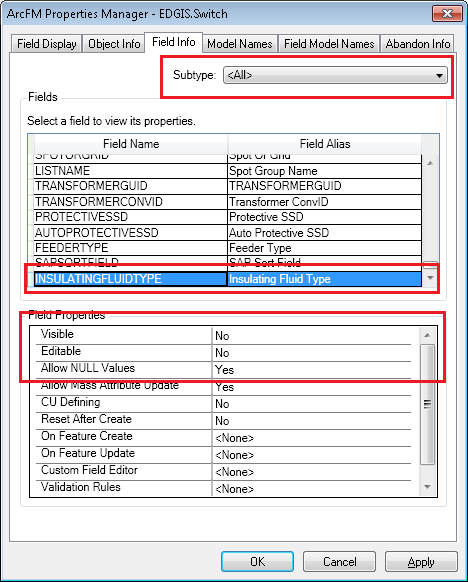 ArcFM Properties Manager - EDGIS.Switch
Field Display Object Info Field Info Model Names Field Model Names Abandon Info
Subtype: <All>
Fields
Select a field to view its properties.
Field Name Field Alias
SPOTORGRID Spot Or Grid
LISTNAME Spot Group Name
TRANSFORMERGUID TRANSFORMERGUID
TRANSFORMERCONVID Transformer ConvID
PROTECTIVESSD Protective SSD
AUTOPROTECTIVESSD Auto Protective SSD
FEEDERTYPE Feeder Type
SAPSORTFIELD SAP Sort Field
INSULATINGFLUIDTYPE Insulating Fluid Type
Field Properties
Visible No
Editable No
Allow NULL Values Yes
Allow Mass Attribute Update Yes
CU Defining No
Reset After Create No
On Feature Create <None>
On Feature Update <None>
Custom Field Editor <None>
Validation Rules <None>
OK Cancel Apply